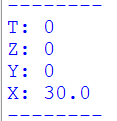 --------
T: 0
Z: 0
Y: 0
X: 30.0
--------